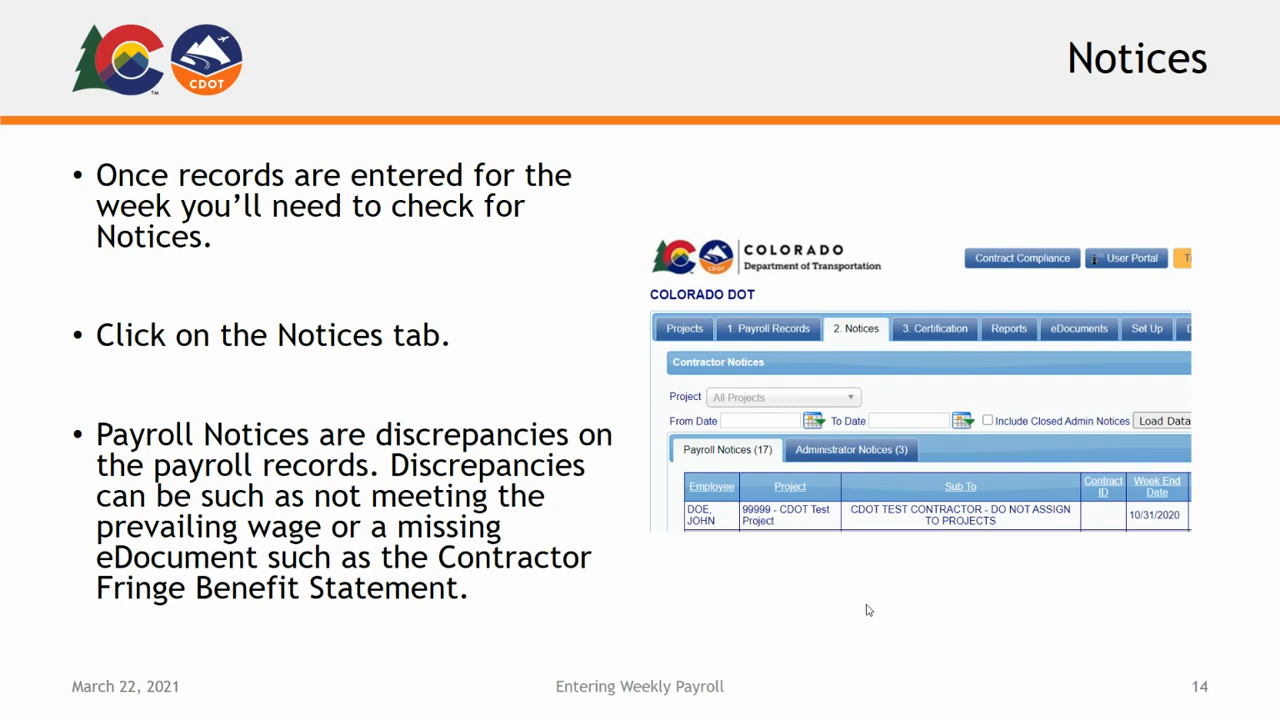 CDOT
TM
Notices
• Once records are entered for the
week you’ll need to check for
Notices.
• Click on the Notices tab.
• Payroll Notices are discrepancies on
the payroll records. Discrepancies
can be such as not meeting the
prevailing wage or a missing
eDocument such as the Contractor
Fringe Benefit Statement.
COLORADO
Department of Transportation
CDOT
Contract Compliance
User Portal
COLORADO DOT
Projects
1. Payroll Records
2. Notices
3. Certification
Reports
eDocuments
Set Up
Contractor Notices
Project All Projects
From Date To Date Include Closed Admin Notices Load Data
Payroll Notices (17)
Administrator Notices (3)
Employee Project Sub To Contract ID Week End Date
DOE, JOHN 99999 - CDOT Test Project CDOT TEST CONTRACTOR - DO NOT ASSIGN TO PROJECTS 10/31/2020
March 22, 2021
Entering Weekly Payroll
14